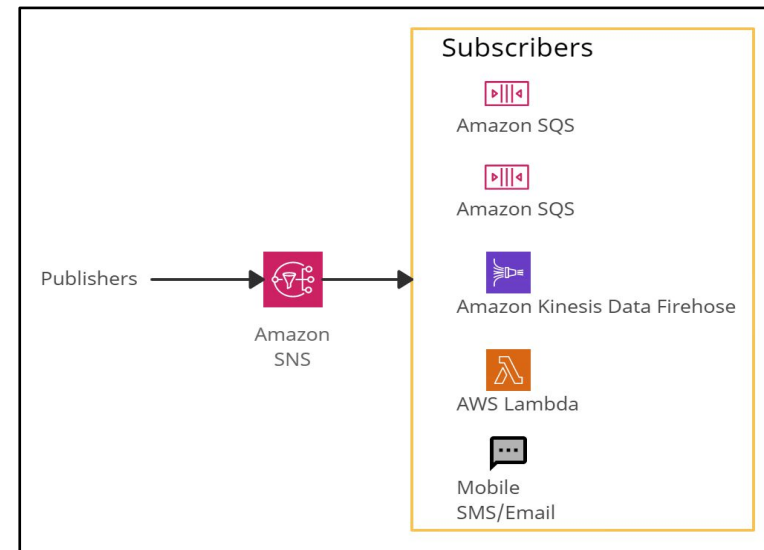 Subscribers
Amazon SQS
Amazon SQS
Publishers
Amazon
SNS
Amazon Kinesis Data Firehose
AWS Lambda
Mobile
SMS/Email